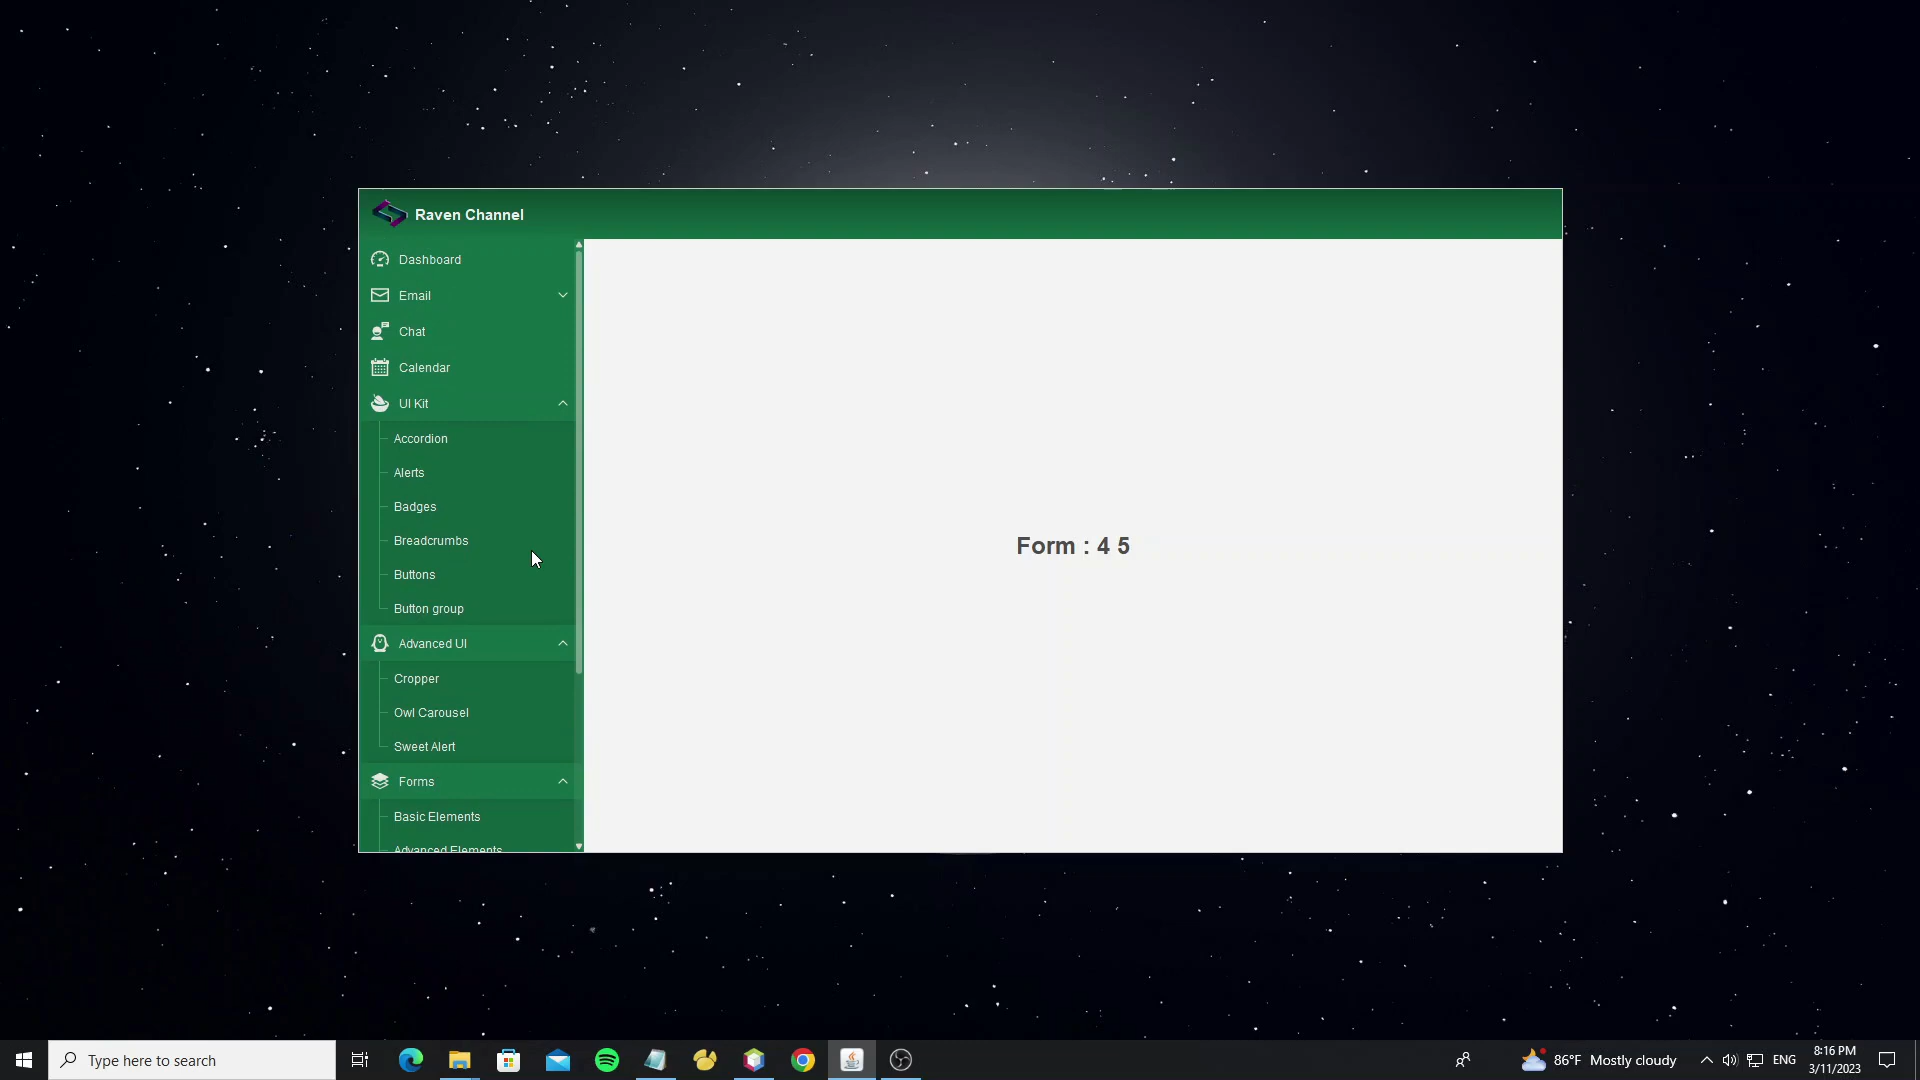 Raven Channel
Dashboard
Email
Chat
Calendar
UI Kit
Accordion
Alerts
Badges
Breadcrumbs
Buttons
Button group
Advanced UI
Cropper
Owl Carousel
Sweet Alert
Forms
Basic Elements
Advanced Elements
Form : 4 5
Type here to search
86°F Mostly cloudy
ENG
8:16 PM
3/11/2023